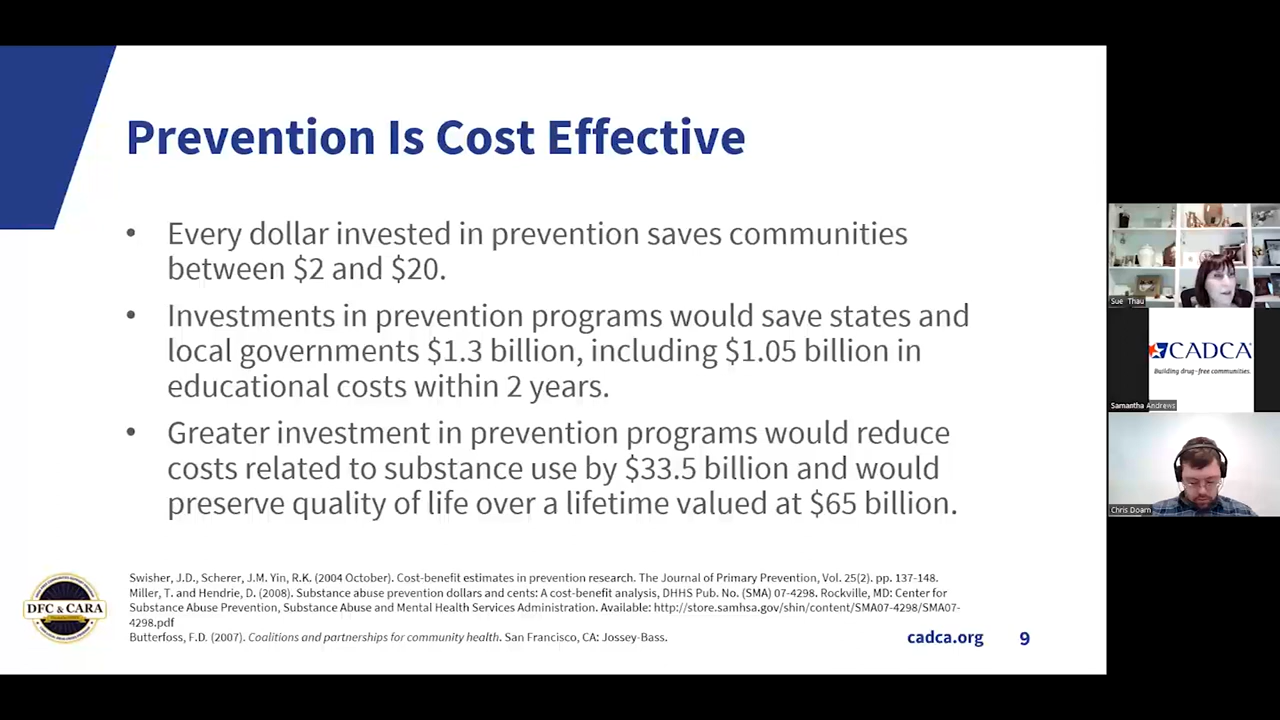 Prevention Is Cost Effective
• Every dollar invested in prevention saves communities
between $2 and $20.
• Investments in prevention programs would save states and
local governments $1.3 billion, including $1.05 billion in
educational costs within 2 years.
• Greater investment in prevention programs would reduce
costs related to substance use by $33.5 billion and would
preserve quality of life over a lifetime valued at $65 billion.
Swisher, J.D., Scherer, J.M. Yin, R.K. (2004 October). Cost-benefit estimates in prevention research. The Journal of Primary Prevention, Vol. 25(2). pp. 137-148.
Miller, T. and Hendrie, D. (2008). Substance abuse prevention dollars and cents: A cost-benefit analysis, DHHS Pub. No. (SMA) 07-4298. Rockville, MD: Center for
Substance Abuse Prevention, Substance Abuse and Mental Health Services Administration. Available: http://store.samhsa.gov/shin/content/SMA07-4298/SMA07-
4298.pdf
Butterfoss, F.D. (2007). Coalitions and partnerships for community health. San Francisco, CA: Jossey-Bass.
DFC & CARA
cadca.org 9
Sue Thau
CADCA
Building drug-free communities.
Samantha Andrews
Chris Doarn